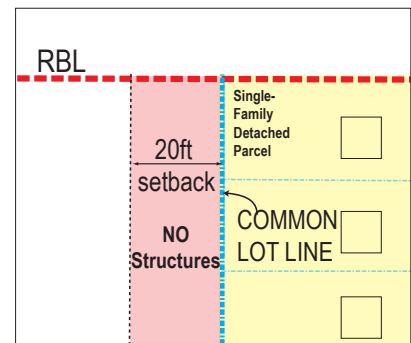 RBL
Single-
Family
Detached
Parcel
20ft
setback
COMMON
LOT LINE
NO
Structures